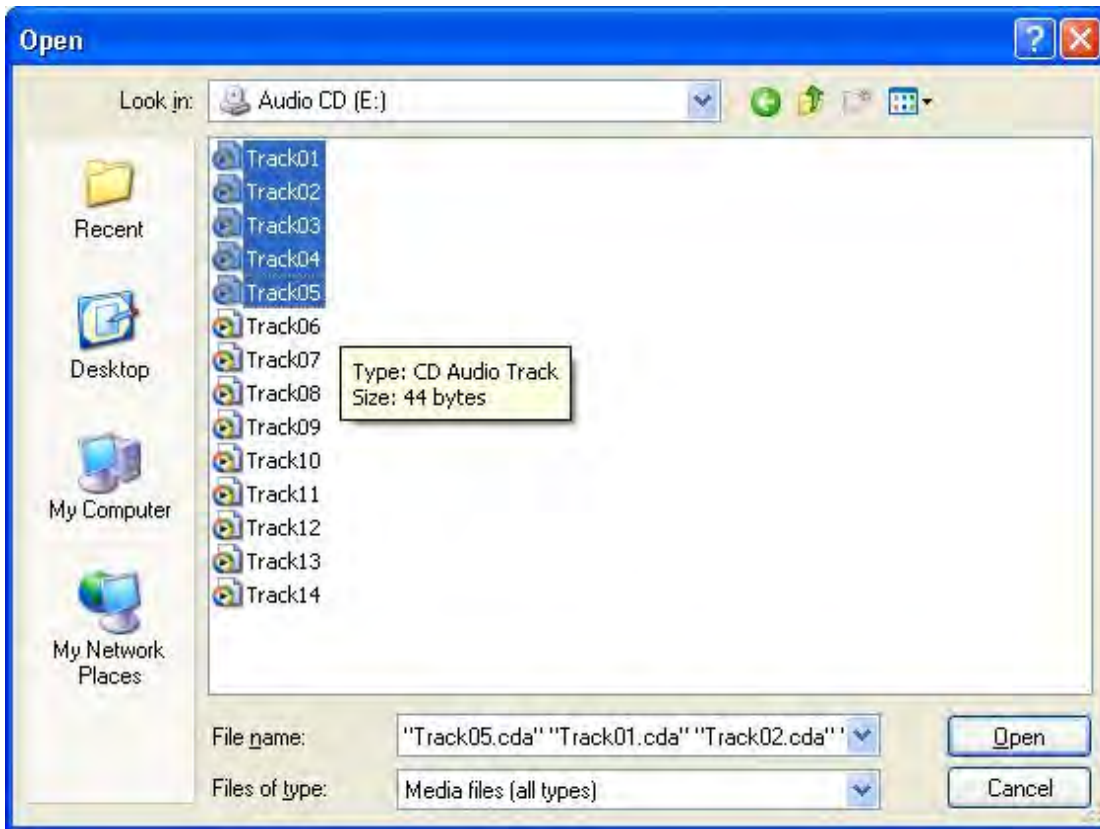 Open
Look in:
Audio CD (E:)
Recent
Desktop
My Computer
My Network
Places
Track01
Track02
Track03
Track04
Track05
Track06
Track07
Track08
Track09
Track10
Track11
Track12
Track13
Track14
Type: CD Audio Track
Size: 44 bytes
File name:
"Track05.cda" "Track01.cda" "Track02.cda" "
Open
Files of type:
Media files (all types)
Cancel